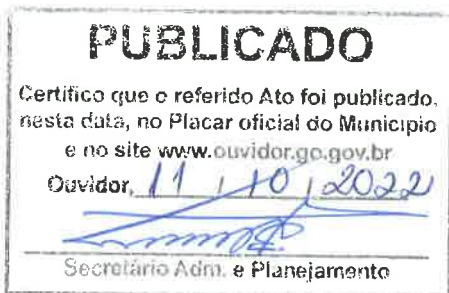 PUBLICADO
Certifico que o referido Ato foi publicado,
nesta data, no Placar oficial do Município
e no site www.ouvidor.go.gov.br
Ouvidor, 11 / 10 / 2022
Secretário Adm. e Planejamento